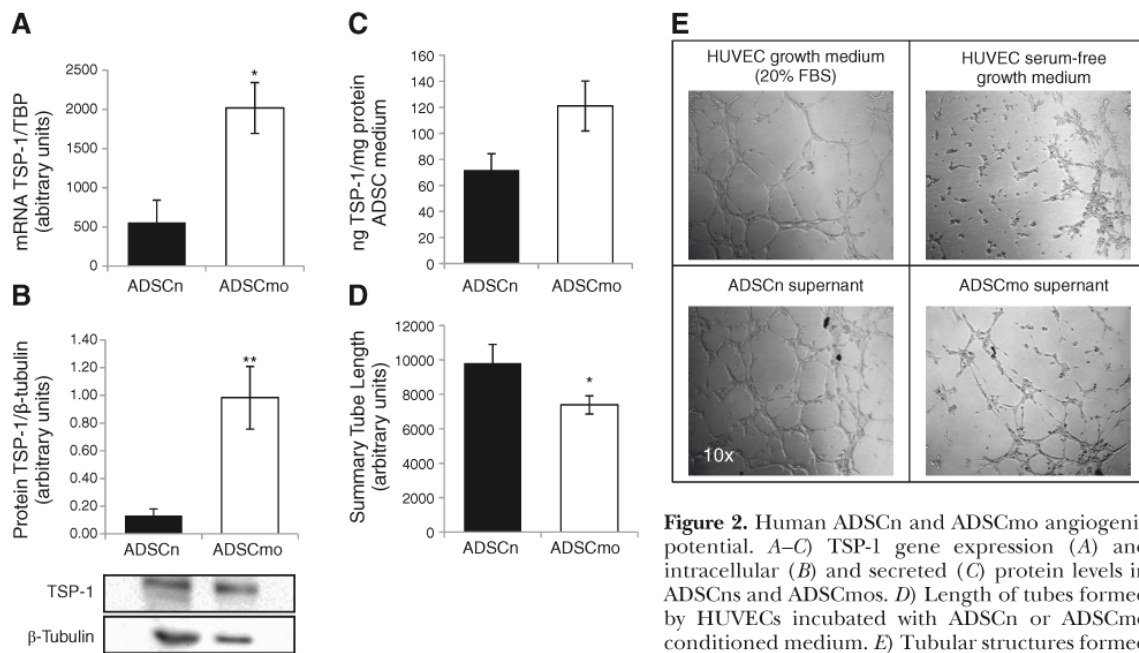 A
2500
2000
1500
1000
500
0
mRNA TSP-1/TBP
(abitrary units)
*
ADSCn
ADSCmo
B
1.40
1.20
1.00
0.80
0.60
0.40
0.20
0.00
Protein TSP-1/β-tubulin
(arbitrary units)
**
ADSCn
ADSCmo
TSP-1
β-Tubulin
C
160
140
120
100
80
60
40
20
0
ng TSP-1/mg protein
ADSC medium
ADSCn
ADSCmo
D
12000
10000
8000
6000
4000
2000
0
Summary Tube Length
(arbitrary units)
*
ADSCn
ADSCmo
E
HUVEC growth medium
(20% FBS)
HUVEC serum-free
growth medium
ADSCn supernant
ADSCmo supernant
10x
Figure 2. Human ADSCn and ADSCmo angiogeni
potential. A–C) TSP-1 gene expression (A) and
intracellular (B) and secreted (C) protein levels in
ADSCns and ADSCmos. D) Length of tubes formed
by HUVECs incubated with ADSCn or ADSCmo
conditioned medium. E) Tubular structures formed